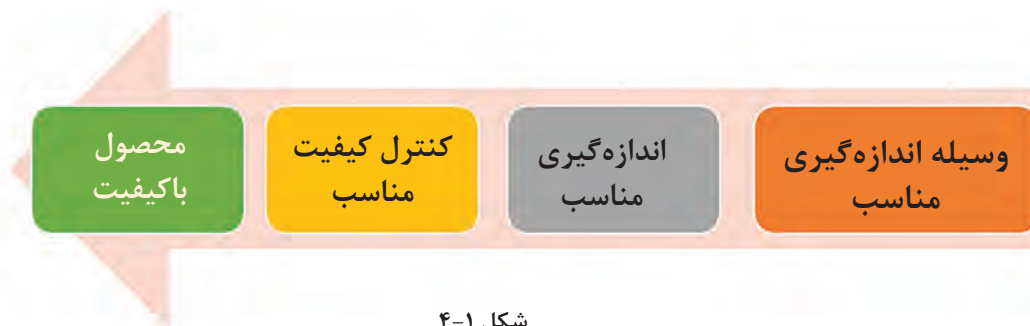 وسیله اندازه‌گیری
مناسب
اندازه‌گیری
مناسب
کنترل کیفیت
مناسب
محصول
باکیفیت
شکل ۱-۴